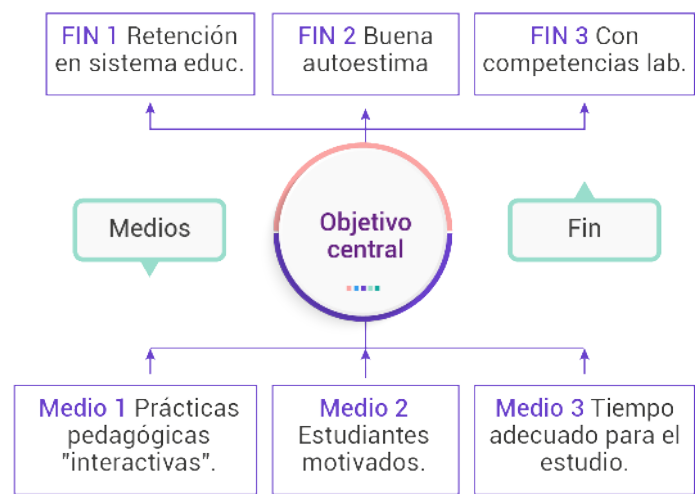 FIN 1 Retención
en sistema educ.
FIN 2 Buena
autoestima
FIN 3 Con
competencias lab.
Medios
Objetivo
central
Fin
Medio 1 Prácticas
pedagógicas
"interactivas".
Medio 2
Estudiantes
motivados.
Medio 3 Tiempo
adecuado para el
estudio.